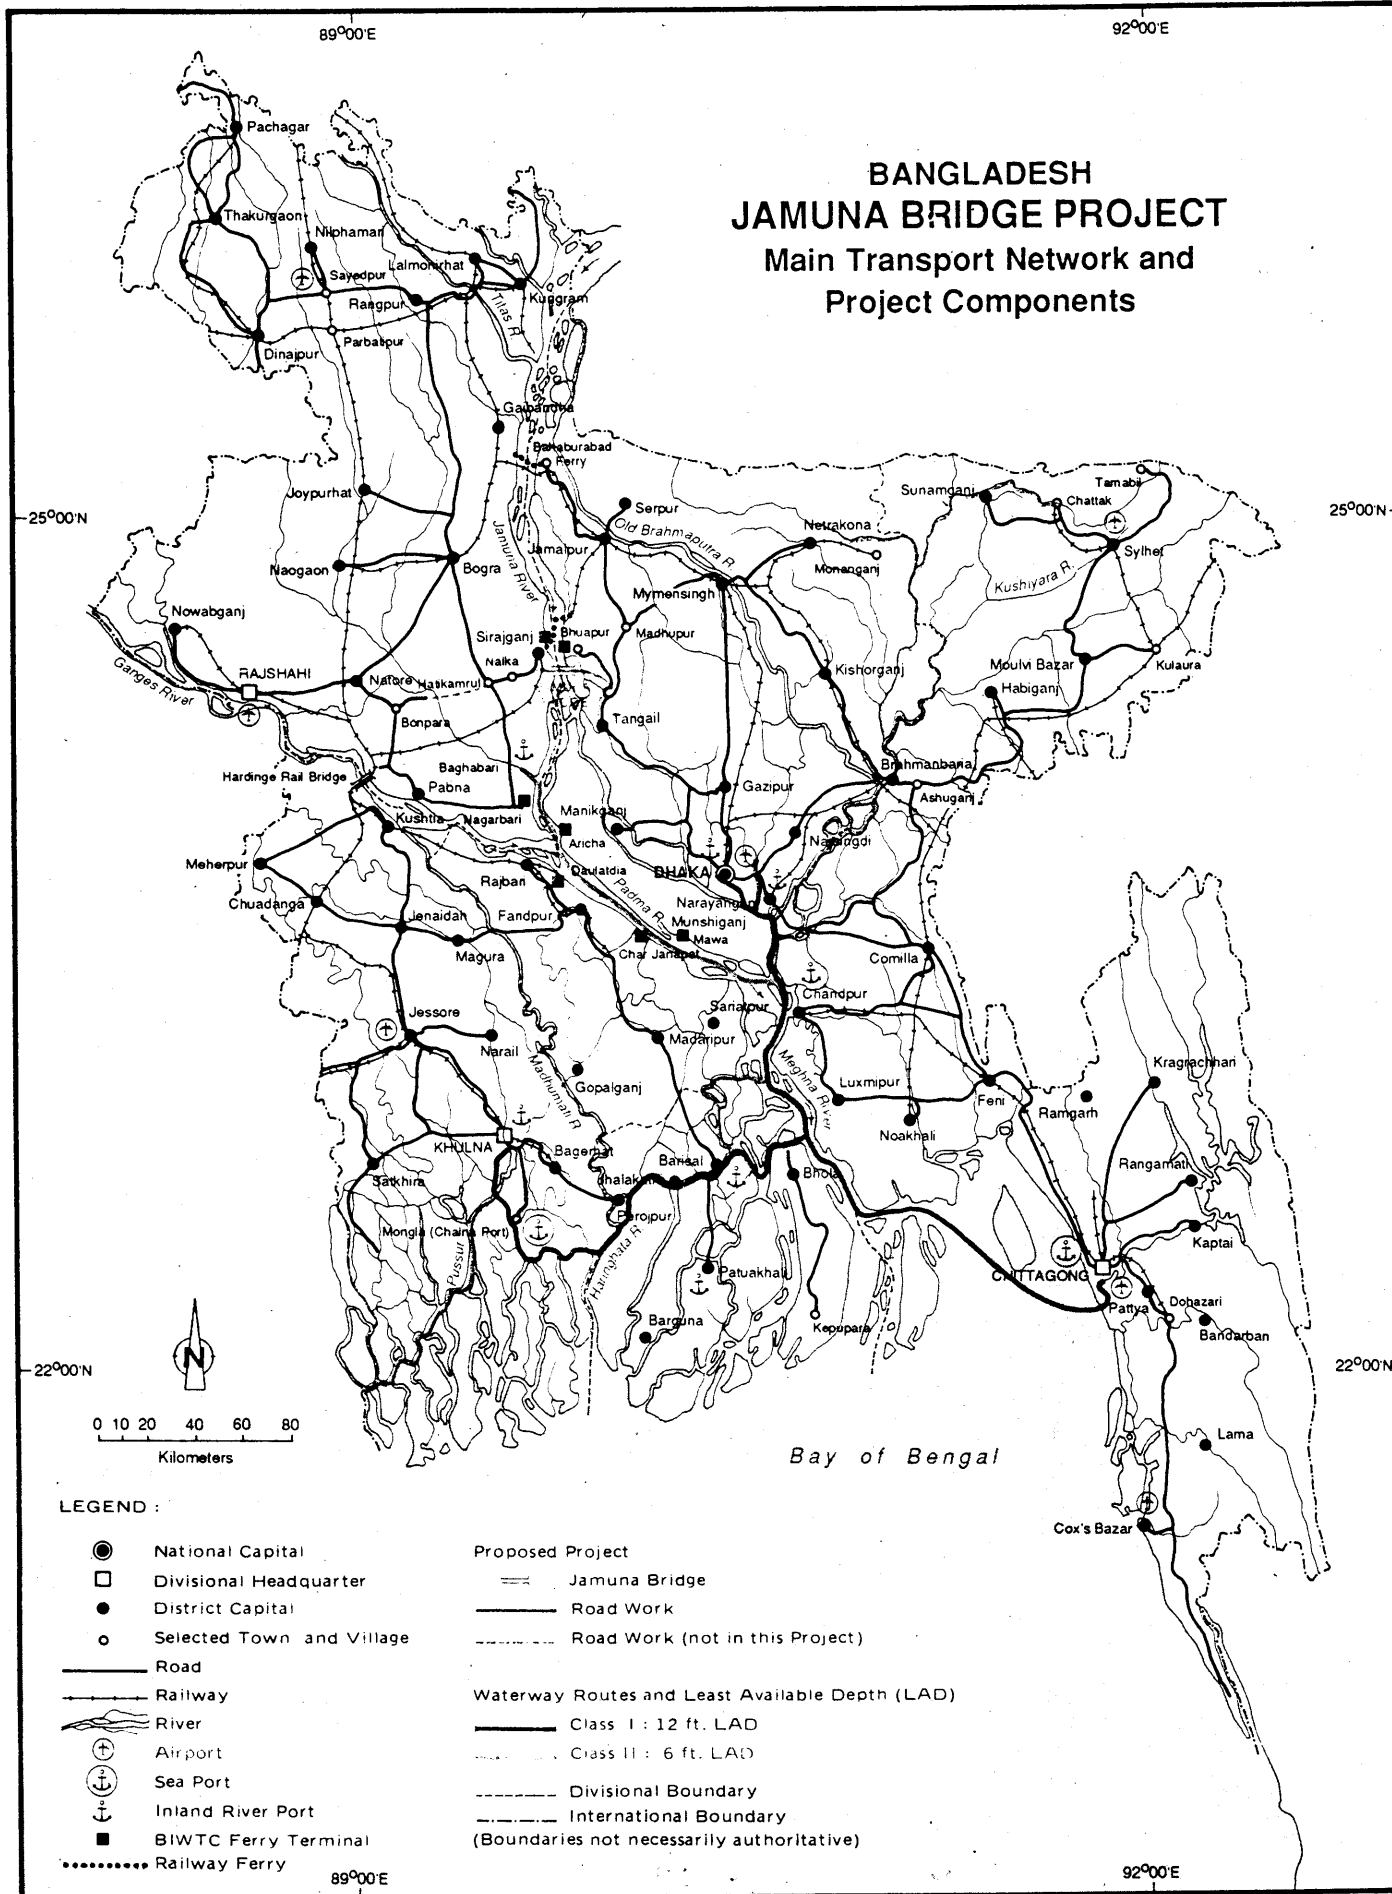 89°00'E
92°00'E
BANGLADESH
JAMUNA BRIDGE PROJECT
Main Transport Network and
Project Components
Pachagar
Thakurgaon
Nilphamari
Lalmonirhat
Sayedpur
Rangpur
Kurigram
Tilas R.
Parbatipur
Dinajpur
Gaibandha
Bahaburabad
Ferry
Tamabil
Joypurhat
Serpur
Sunamganj
Chattak
25°00'N
25°00'N
Old Brahmaputra R.
Netrakona
Jamuna River
Jamalpur
Sylhet
Naogaon
Bogra
Monanganj
Kushiyara R.
Mymensingh
Nowabganj
Sirajganj
Bhuapur
Madhupur
Ganges River
RAJSHAHI
Nalka
Kishorganj
Moulvi Bazar
Kulaura
Natore
Hatikamrul
Habiganj
Bonpara
Tangail
Hardinge Rail Bridge
Baghabari
Brahmanbaria
Pabna
Gazipur
Ashuganj
Kushtia
Nagarbari
Manikganj
Aricha
Narsingdi
Meherpur
Rajbari
Daulatdia
DHAKA
Padma R.
Chuadanga
Narayanganj
Jenaidah
Faridpur
Munshiganj
Mawa
Magura
Char Janajat
Comilla
Chandpur
Jessore
Sariatpur
Narail
Madaripur
Madhumati R.
Meghna River
Kragrachhari
Gopalganj
Luxmipur
Feni
Ramgarh
Noakhali
KHULNA
Bagerhat
Barisal
Bhola
Rangamati
Satkhira
Jhalakati
Perojpur
Mongla (Chalna Port)
Kaptai
Pussur
Haringhata R.
Patuakhali
CHITTAGONG
Pattya
Dohazari
Barguna
Kepupara
Bandarban
N
22°00'N
22°00'N
0 10 20 40 60 80
Kilometers
Lama
Bay of Bengal
Cox's Bazar
LEGEND :
National Capital
Divisional Headquarter
District Capital
Selected Town and Village
Road
Railway
River
Airport
Sea Port
Inland River Port
BIWTC Ferry Terminal
Railway Ferry
Proposed Project
Jamuna Bridge
Road Work
Road Work (not in this Project)
Waterway Routes and Least Available Depth (LAD)
Class I : 12 ft. LAD
Class II : 6 ft. LAD
Divisional Boundary
International Boundary
(Boundaries not necessarily authoritative)
89°00'E
92°00'E